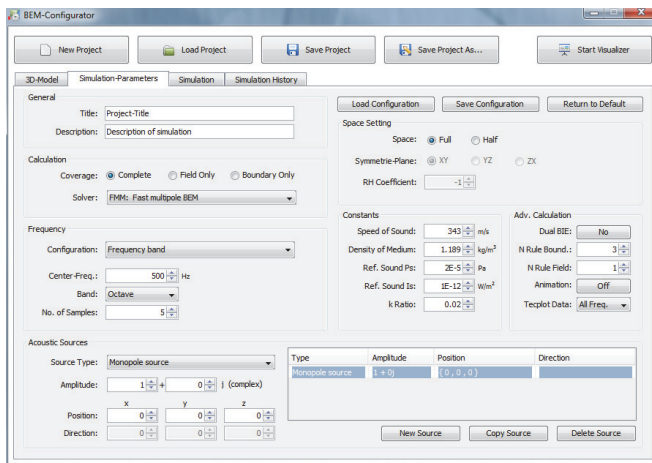 BEM-Configurator
New Project Load Project Save Project Save Project As... Start Visualizer
3D-Model Simulation-Parameters Simulation Simulation History
General
Title: Project-Title
Description: Description of simulation
Load Configuration Save Configuration Return to Default
Space Setting
Space: Full Half
Symmetrie-Plane: XY YZ ZX
RH Coefficient: -1
Calculation
Coverage: Complete Field Only Boundary Only
Solver: FMM: Fast multipole BEM
Frequency
Configuration: Frequency band
Center-Freq.: 500 Hz
Band: Octave
No. of Samples: 5
Constants
Speed of Sound: 343 m/s
Density of Medium: 1.189 kg/m³
Ref. Sound Ps: 2E-5 Pa
Ref. Sound Is: 1E-12 W/m²
k Ratio: 0.02
Adv. Calculation
Dual BIE: No
N Rule Bound.: 3
N Rule Field: 1
Animation: Off
Tecplot Data: All Freq.
Acoustic Sources
Source Type: Monopole source
Amplitude: 1 + 0 j (complex)
x y z
Position: 0 0 0
Direction: 0 0 0
Type Amplitude Position Direction
Monopole source 1 + 0j { 0 , 0 , 0 }
New Source Copy Source Delete Source